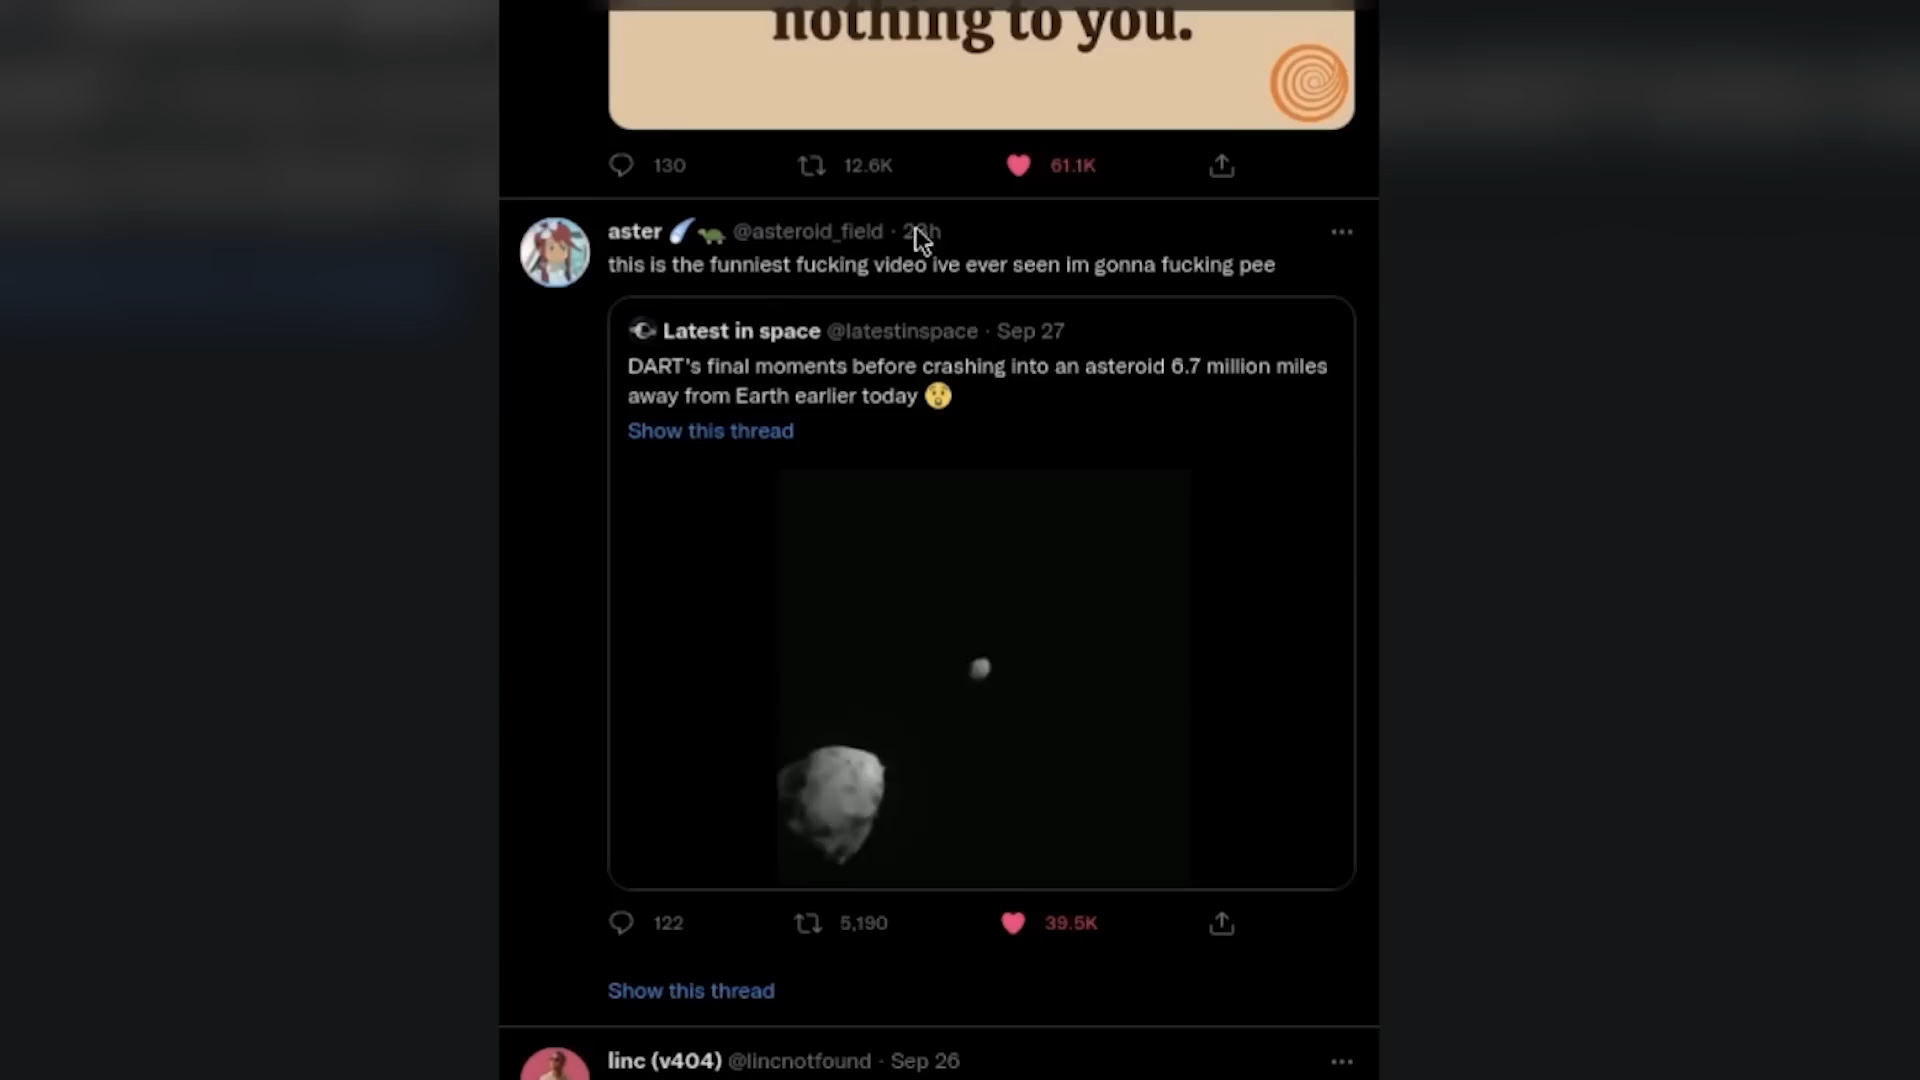 nothing to you.
130 12.6K 61.1K
aster @asteroid_field ·
this is the funniest fucking video ive ever seen im gonna fucking pee
Latest in space @latestinspace · Sep 27
DART's final moments before crashing into an asteroid 6.7 million miles
away from Earth earlier today 😲
Show this thread
122 5,190 39.5K
Show this thread
linc (v404) @lincnotfound · Sep 26